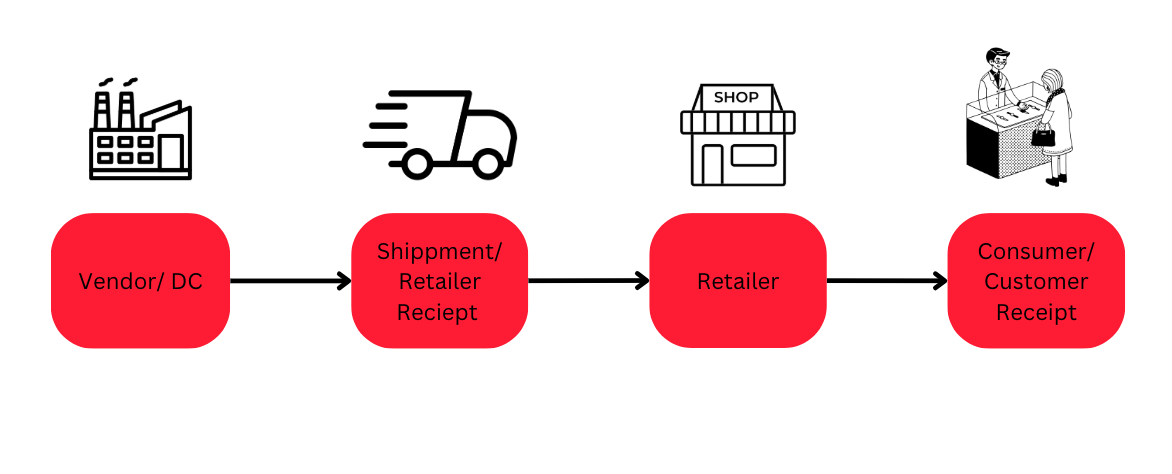 SHOP
Vendor/ DC
Shippment/
Retailer
Reciept
Retailer
Consumer/
Customer
Receipt